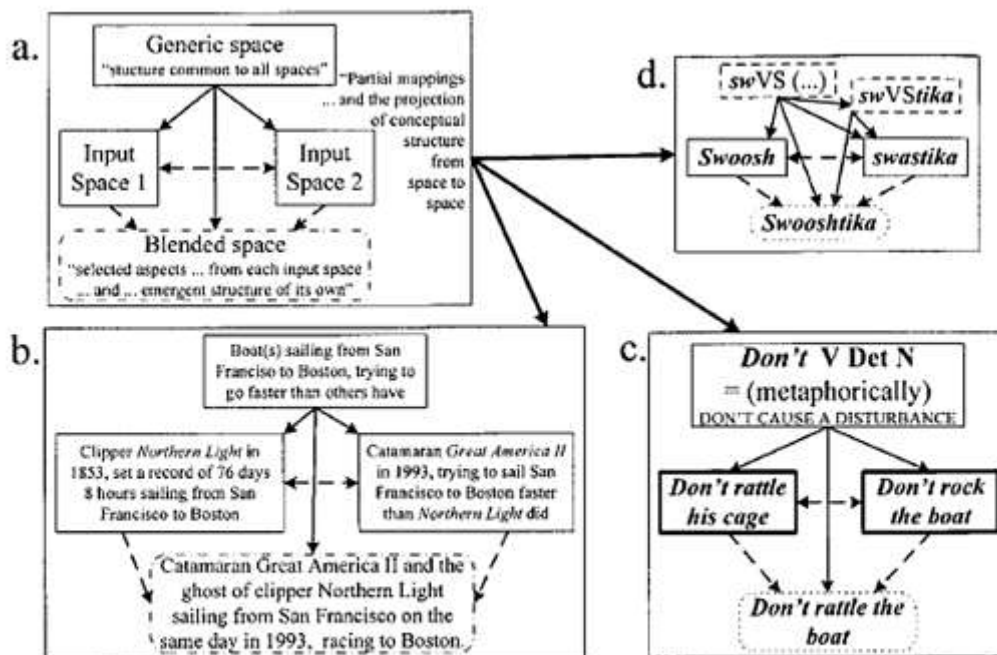 a.
Generic space
"stucture common to all spaces"
"Partial mappings
... and the projection
of conceptual
structure
from
space to
space
Input
Space 1
Input
Space 2
Blended space
"selected aspects ... from each input space
... and ... emergent structure of its own"
d.
swVS (...)
swVStika
Swoosh
swastika
Swooshtika
b.
Boat(s) sailing from San
Franciso to Boston, trying to
go faster than others have
Clipper Northern Light in
1853, set a record of 76 days
8 hours sailing from San
Francisco to Boston
Catamaran Great America II
in 1993, trying to sail San
Francisco to Boston faster
than Northern Light did
Catamaran Great America II and the
ghost of clipper Northern Light
sailing from San Francisco on the
same day in 1993, racing to Boston.
c.
Don't V Det N
= (metaphorically)
DON'T CAUSE A DISTURBANCE
Don't rattle
his cage
Don't rock
the boat
Don't rattle the
boat